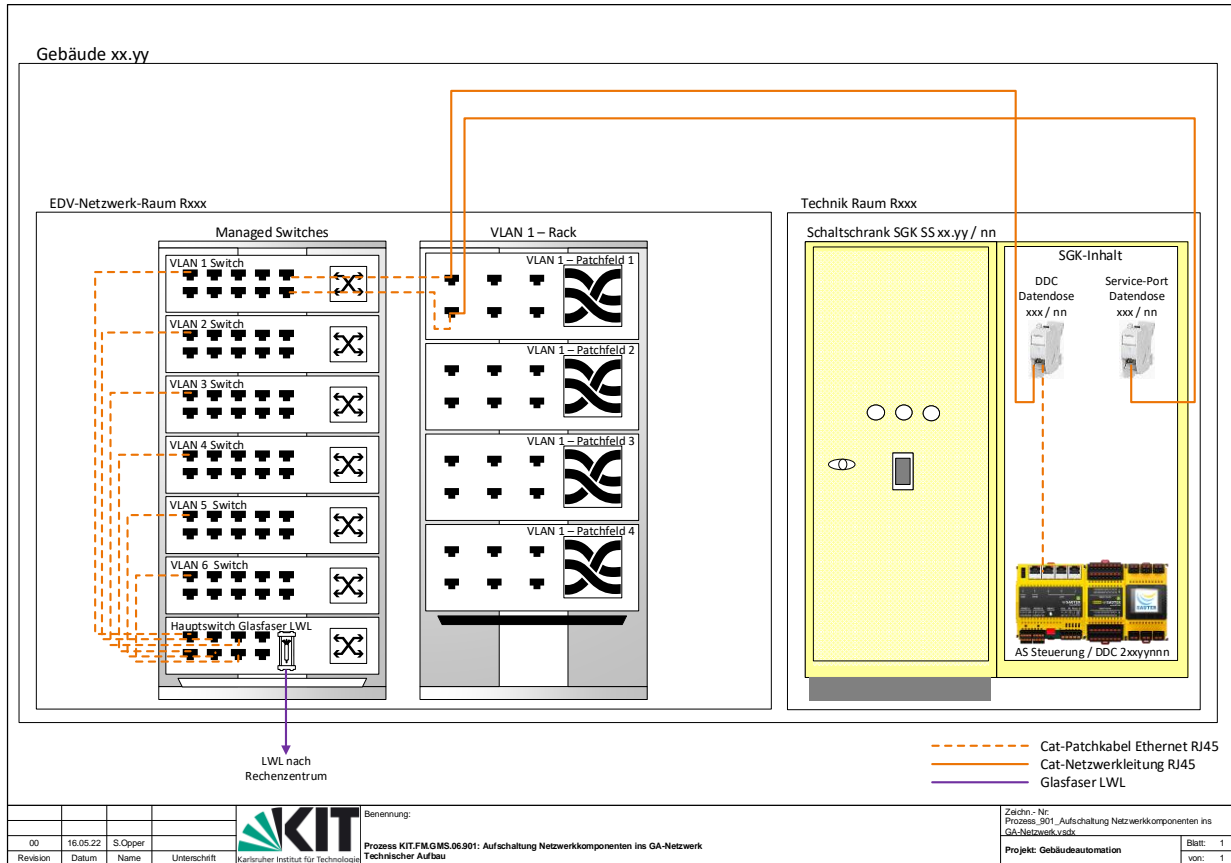 Gebäude xx.yy
EDV-Netzwerk-Raum Rxxx
Managed Switches
VLAN 1 Switch
VLAN 2 Switch
VLAN 3 Switch
VLAN 4 Switch
VLAN 5 Switch
VLAN 6 Switch
Hauptswitch Glasfaser LWL
LWL nach
Rechenzentrum
VLAN 1 – Rack
VLAN 1 – Patchfeld 1
VLAN 1 – Patchfeld 2
VLAN 1 – Patchfeld 3
VLAN 1 – Patchfeld 4
Technik Raum Rxxx
Schaltschrank SGK SS xx.yy / nn
SGK-Inhalt
DDC
Datendose
xxx / nn
Service-Port
Datendose
xxx / nn
SAUTER
AS Steuerung / DDC 2xxyynnn
Cat-Patchkabel Ethernet RJ45
Cat-Netzwerkleitung RJ45
Glasfaser LWL
00 16.05.22 S.Opper
Revision Datum Name Unterschrift
KIT
Karlsruher Institut für Technologie
Benennung:
Prozess KIT.FM.GMS.06.901: Aufschaltung Netzwerkkomponenten ins GA-Netzwerk
Technischer Aufbau
Zeichn.- Nr:
Prozess_901_Aufschaltung Netzwerkkomponenten ins
GA-Netzwerk.vsdx
Projekt: Gebäudeautomation
Blatt: 1
von: 1